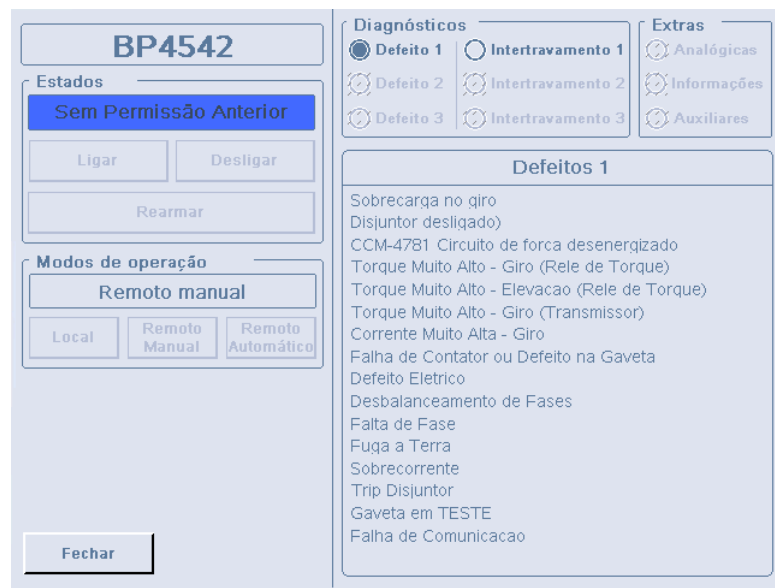 BP4542
Estados
Sem Permissão Anterior
Ligar
Desligar
Rearmar
Modos de operação
Remoto manual
Local
Remoto Manual
Remoto Automático
Fechar
Diagnósticos
Defeito 1
Intertravamento 1
Defeito 2
Intertravamento 2
Defeito 3
Intertravamento 3
Extras
Analógicas
Informações
Auxiliares
Defeitos 1
Sobrecarga no giro
Disjuntor desligado)
CCM-4781 Circuito de forca desenergizado
Torque Muito Alto - Giro (Rele de Torque)
Torque Muito Alto - Elevacao (Rele de Torque)
Torque Muito Alto - Giro (Transmissor)
Corrente Muito Alta - Giro
Falha de Contator ou Defeito na Gaveta
Defeito Eletrico
Desbalanceamento de Fases
Falta de Fase
Fuga a Terra
Sobrecorrente
Trip Disjuntor
Gaveta em TESTE
Falha de Comunicacao